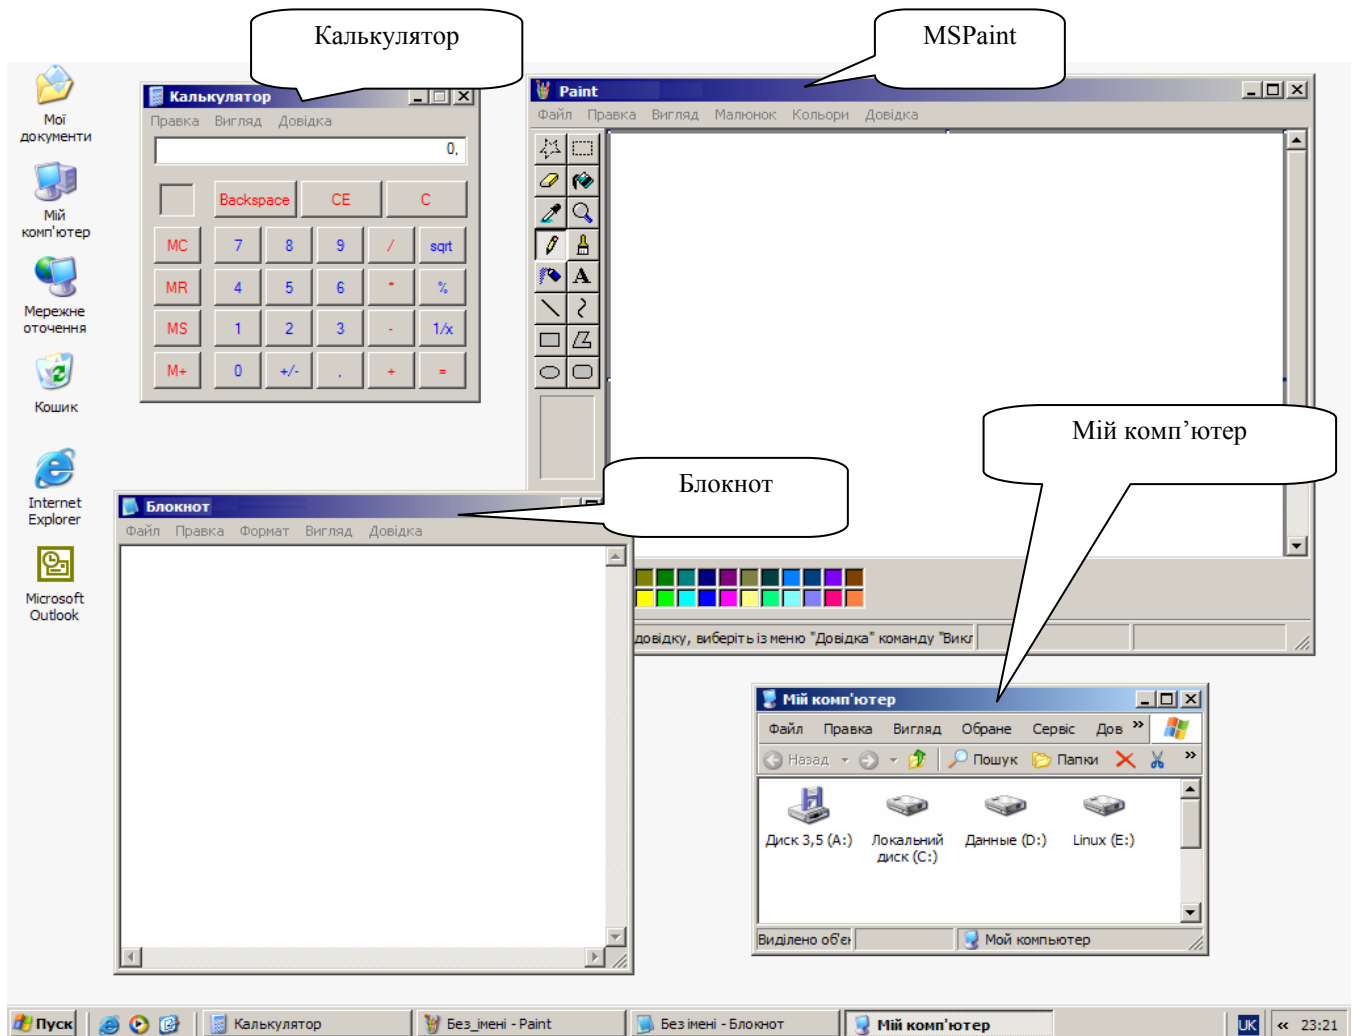 Калькулятор
MSPaint
Мої
документи
Мій
комп'ютер
Мережне
оточення
Кошик
Internet
Explorer
Microsoft
Outlook
Калькулятор
Правка Вигляд Довідка
0,
Backspace CE C
MC 7 8 9 / sqrt
MR 4 5 6 * %
MS 1 2 3 - 1/x
M+ 0 +/- , + =
Paint
Файл Правка Вигляд Малюнок Кольори Довідка
A
Мій комп’ютер
Блокнот
Блокнот
Файл Правка Формат Вигляд Довідка
довідку, виберіть із меню "Довідка" команду "Викл
Мій комп'ютер
Файл Правка Вигляд Обране Сервіс Дов »
Назад Пошук Папки »
Диск 3,5 (A:)
Локальний
диск (C:)
Данные (D:)
Linux (E:)
Виділено об'єк
Мой компьютер
Пуск Калькулятор Без_імені - Paint Без імені - Блокнот Мій комп'ютер UK « 23:21